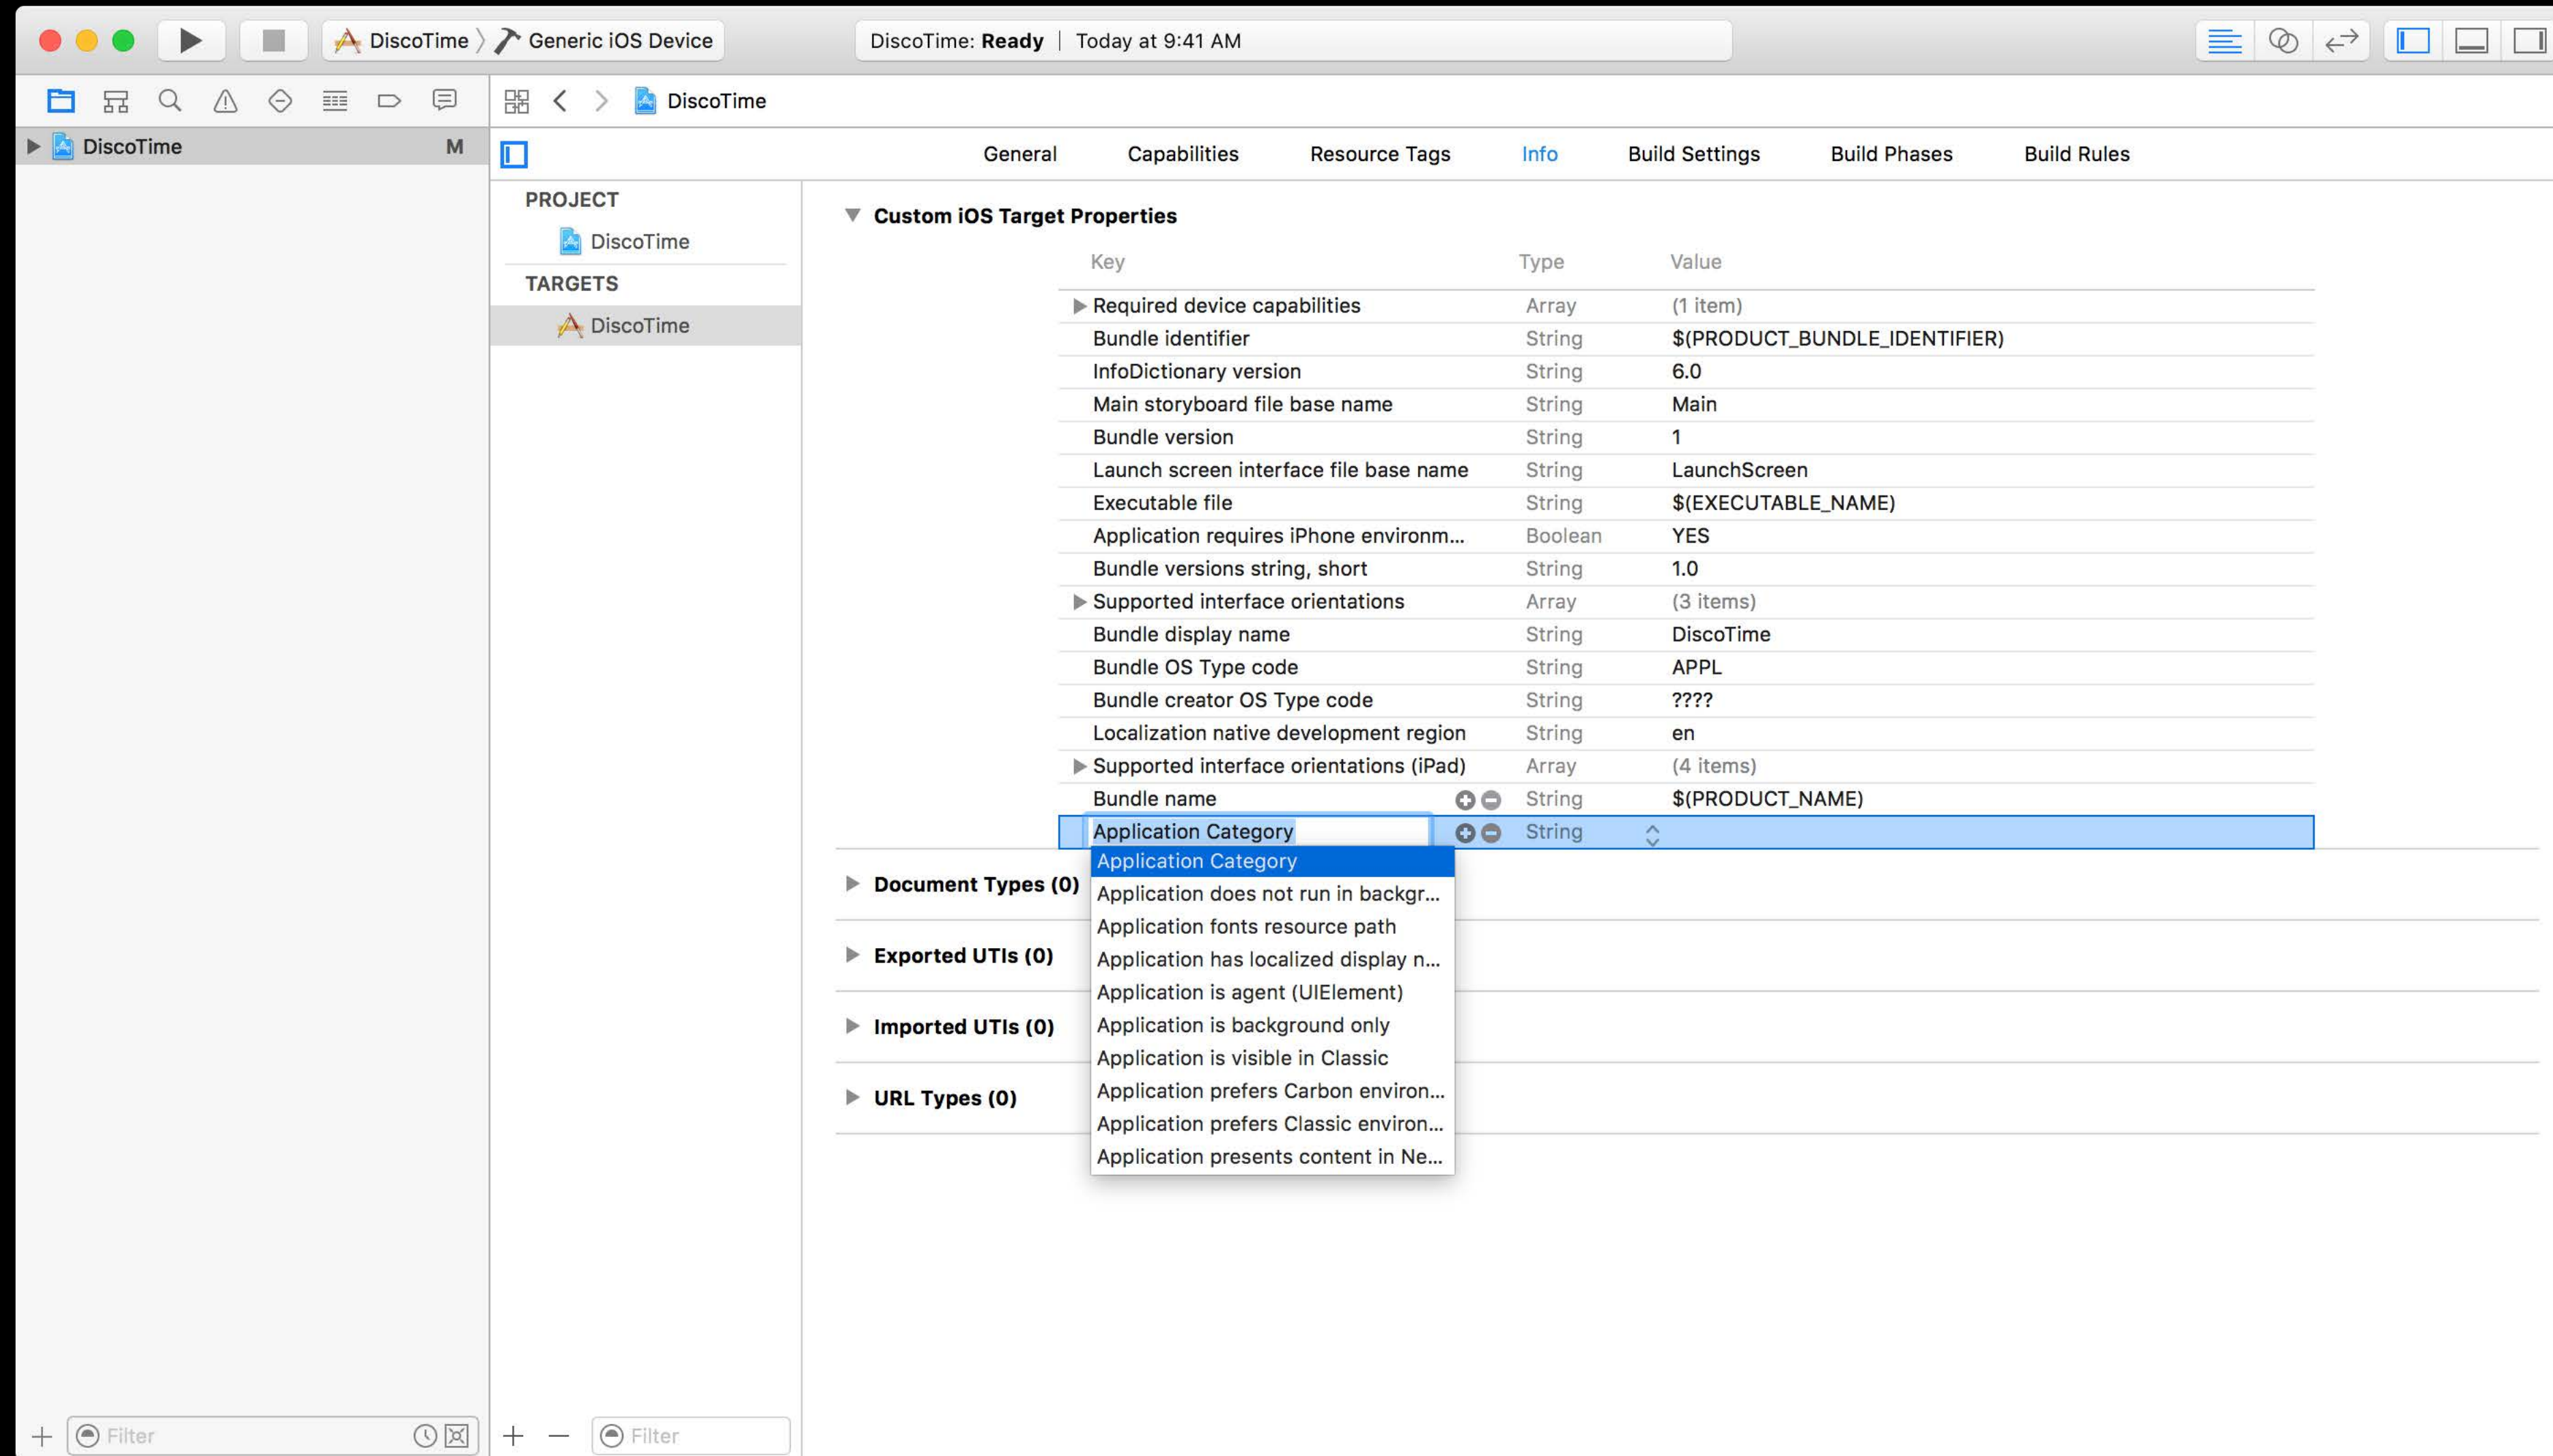 DiscoTime Generic iOS Device DiscoTime: Ready Today at 9:41 AM
DiscoTime
DiscoTime M
General Capabilities Resource Tags Info Build Settings Build Phases Build Rules
PROJECT
DiscoTime
TARGETS
DiscoTime
Custom iOS Target Properties
Key Type Value
Required device capabilities Array (1 item)
Bundle identifier String $(PRODUCT_BUNDLE_IDENTIFIER)
InfoDictionary version String 6.0
Main storyboard file base name String Main
Bundle version String 1
Launch screen interface file base name String LaunchScreen
Executable file String $(EXECUTABLE_NAME)
Application requires iPhone environm... Boolean YES
Bundle versions string, short String 1.0
Supported interface orientations Array (3 items)
Bundle display name String DiscoTime
Bundle OS Type code String APPL
Bundle creator OS Type code String ????
Localization native development region String en
Supported interface orientations (iPad) Array (4 items)
Bundle name String $(PRODUCT_NAME)
Application Category String
Application Category
Application does not run in backgr...
Application fonts resource path
Application has localized display n...
Application is agent (UIElement)
Application is background only
Application is visible in Classic
Application prefers Carbon environ...
Application prefers Classic environ...
Application presents content in Ne...
Document Types (0)
Exported UTIs (0)
Imported UTIs (0)
URL Types (0)
Filter
Filter